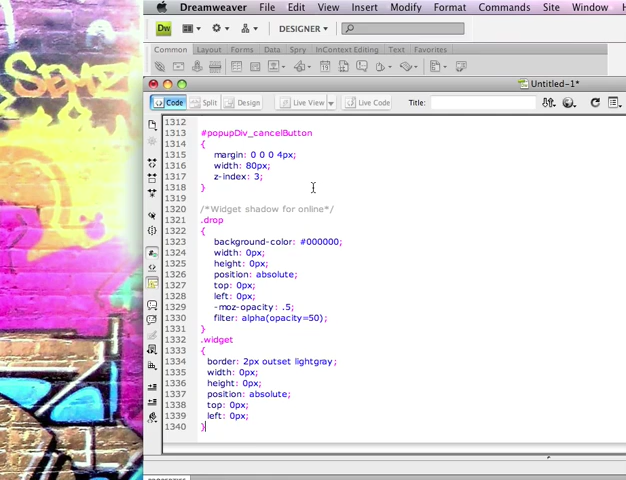 Dreamweaver File Edit View Insert Modify Format Commands Site Window
Dw DESIGNER
Common Layout Forms Data Spry InContext Editing Text Favorites
Untitled-1*
Code Split Design Live View Live Code Title:
1312
1313 #popupDiv_cancelButton
1314 {
1315 margin: 0 0 0 4px;
1316 width: 80px;
1317 z-index: 3;
1318 }
1319
1320 /*Widget shadow for online*/
1321 .drop
1322 {
1323 background-color: #000000;
1324 width: 0px;
1325 height: 0px;
1326 position: absolute;
1327 top: 0px;
1328 left: 0px;
1329 -moz-opacity: .5;
1330 filter: alpha(opacity=50);
1331 }
1332 .widget
1333 {
1334 border: 2px outset lightgray;
1335 width: 0px;
1336 height: 0px;
1337 position: absolute;
1338 top: 0px;
1339 left: 0px;
1340 }